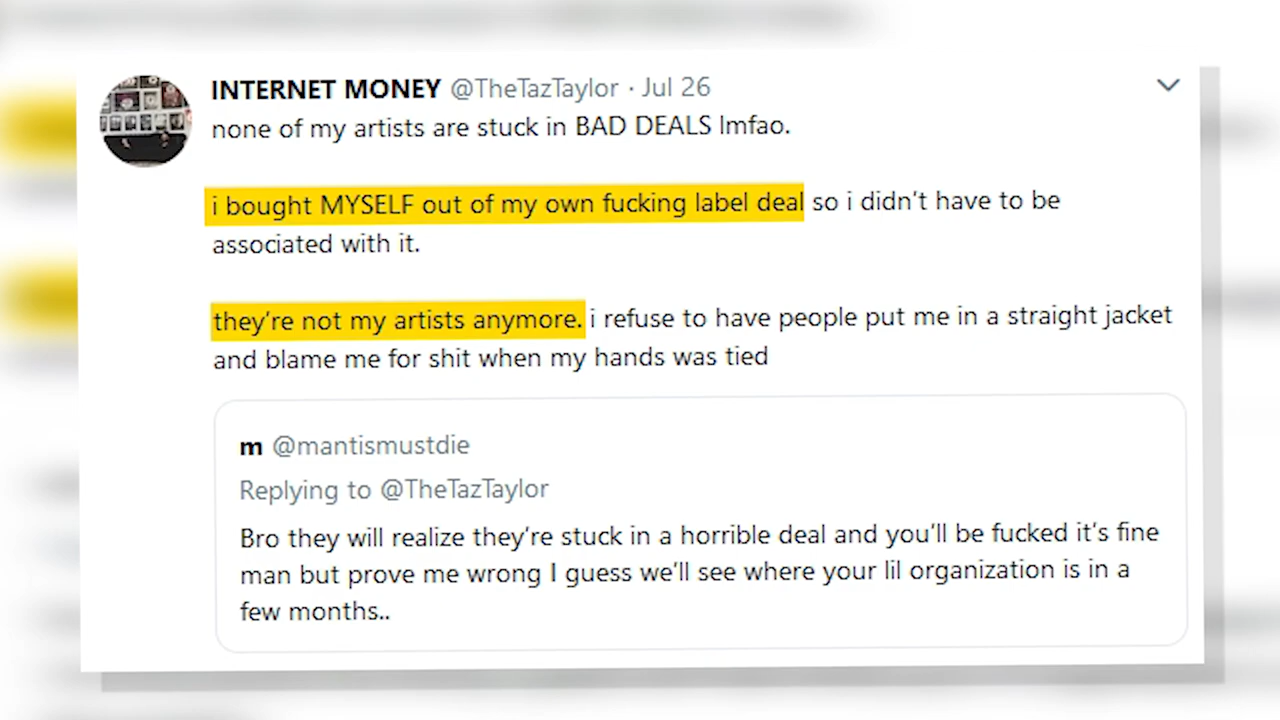 INTERNET MONEY @TheTazTaylor · Jul 26
none of my artists are stuck in BAD DEALS lmfao.
i bought MYSELF out of my own fucking label deal so i didn't have to be
associated with it.
they're not my artists anymore. i refuse to have people put me in a straight jacket
and blame me for shit when my hands was tied
m @mantismustdie
Replying to @TheTazTaylor
Bro they will realize they're stuck in a horrible deal and you'll be fucked it's fine
man but prove me wrong I guess we'll see where your lil organization is in a
few months..